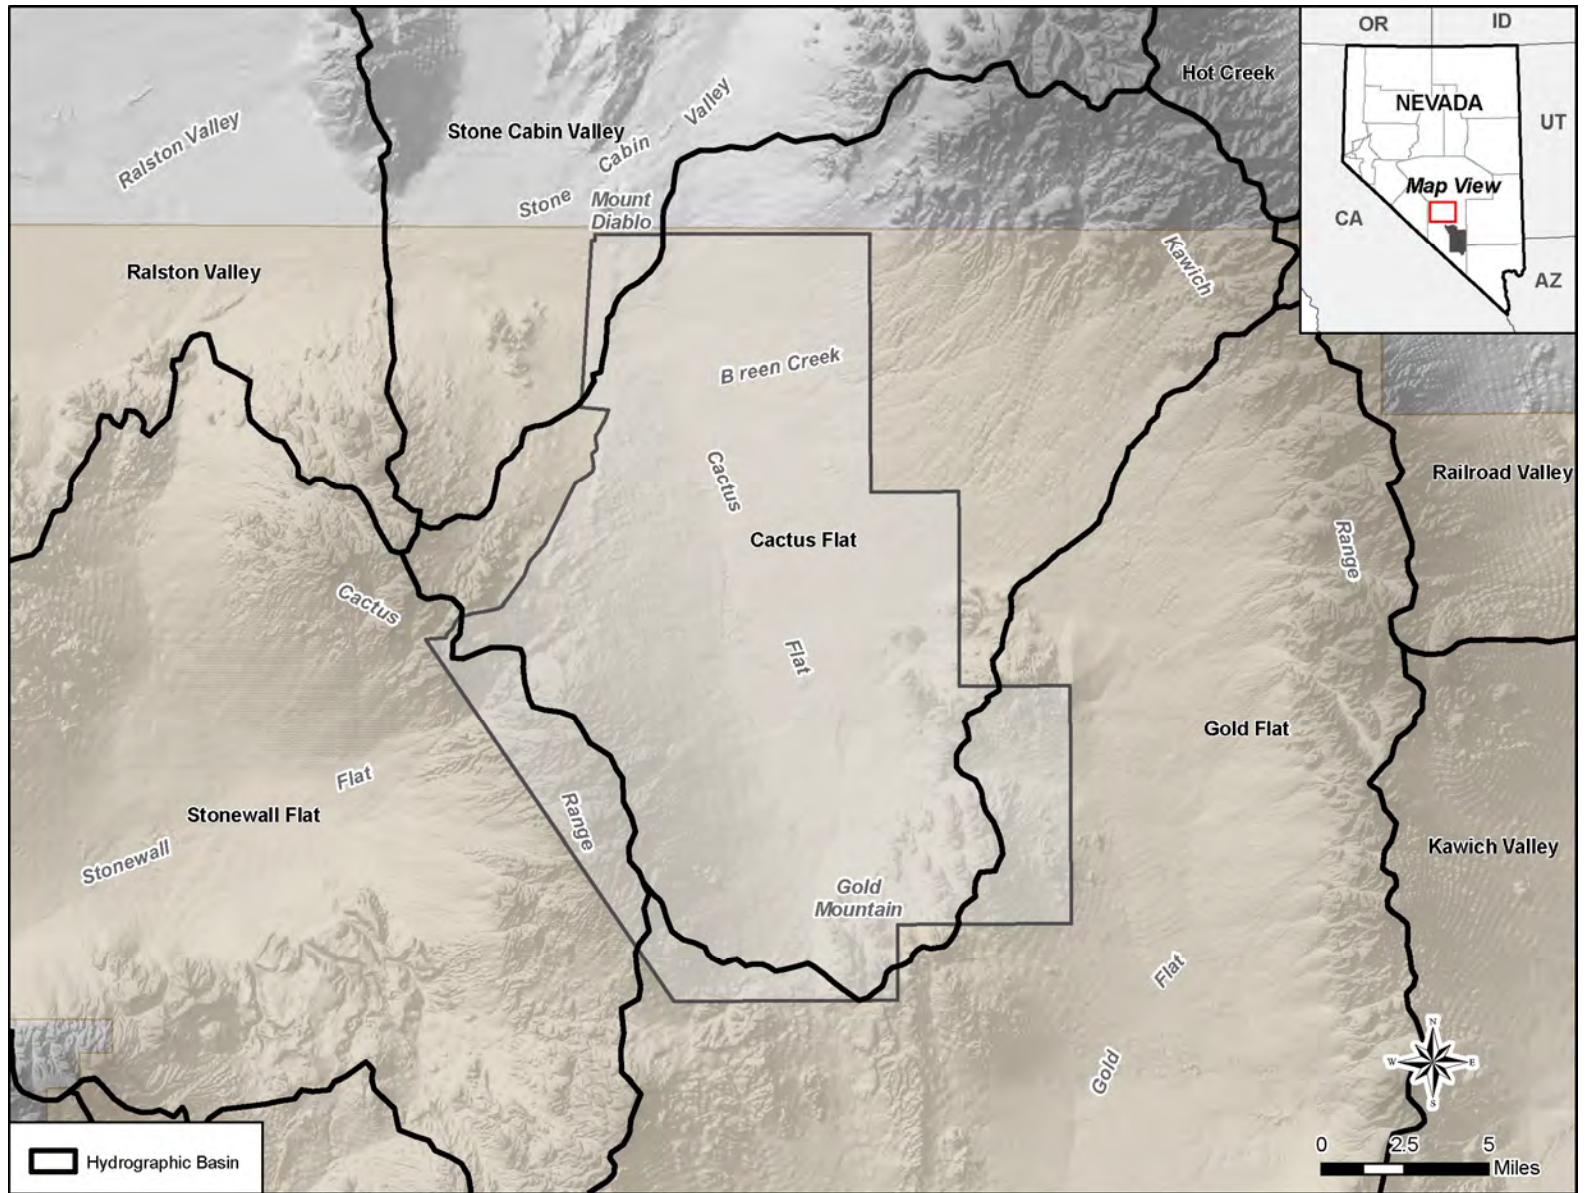 OR
ID
Hot Creek
NEVADA
UT
Stone Cabin Valley
Valley
Cabin
Stone
Ralston Valley
Mount
Diablo
Map View
CA
AZ
Ralston Valley
Kawich
Breen Creek
Cactus
Cactus Flat
Railroad Valley
Range
Cactus
Flat
Gold Flat
Flat
Stonewall Flat
Range
Stonewall
Kawich Valley
Gold
Mountain
Flat
Gold
N
W
E
S
0
2.5
5
Miles
Hydrographic Basin